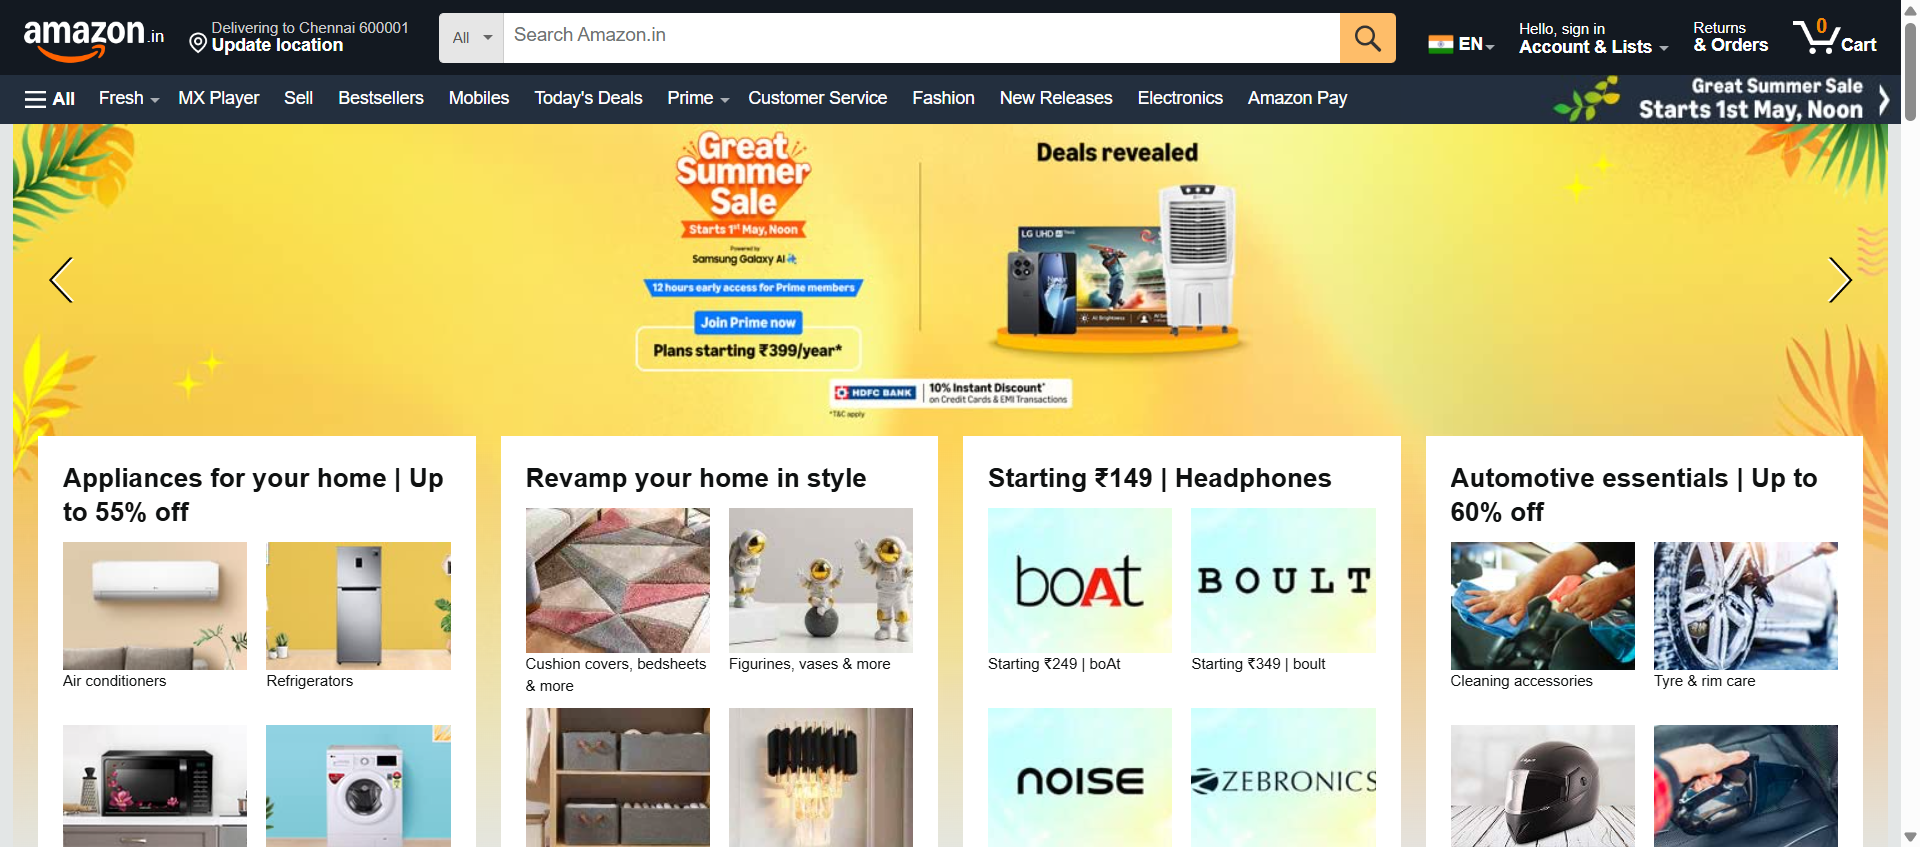 amazon.in
Delivering to Chennai 600001
Update location
All
Search Amazon.in
EN
Hello, sign in
Account & Lists
Returns
& Orders
0
Cart
All
Fresh
MX Player
Sell
Bestsellers
Mobiles
Today's Deals
Prime
Customer Service
Fashion
New Releases
Electronics
Amazon Pay
Great Summer Sale
Starts 1st May, Noon
Great
Summer
Sale
Starts 1st May, Noon
Powered by
Samsung Galaxy AI
12 hours early access for Prime members
Join Prime now
Plans starting ₹399/year*
Deals revealed
LG UHD AI
AI Brightness
HDFC BANK
10% Instant Discount*
on Credit Cards & EMI Transactions
*T&C apply
Appliances for your home | Up
to 55% off
Air conditioners
Refrigerators
Revamp your home in style
Cushion covers, bedsheets
& more
Figurines, vases & more
Starting ₹149 | Headphones
boAt
BOULT
Starting ₹249 | boAt
Starting ₹349 | boult
noise
ZEBRONICS
Automotive essentials | Up to
60% off
Cleaning accessories
Tyre & rim care